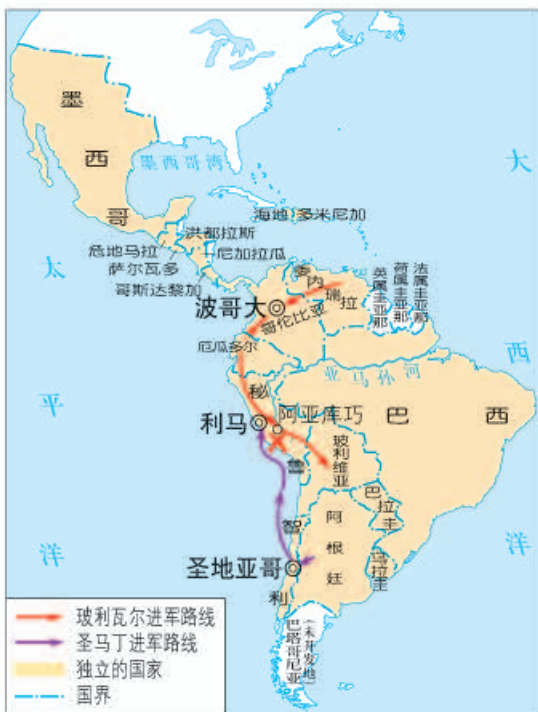 墨西哥
墨西哥湾
大西洋
太平洋
海地
多米尼加
洪都拉斯
危地马拉
尼加拉瓜
萨尔瓦多
哥斯达黎加
委内瑞拉
英属圭亚那
荷属圭亚那
法属圭亚那
波哥大
哥伦比亚
厄瓜多尔
亚马孙河
秘鲁
利马
阿亚库巧
巴西
玻利维亚
巴拉圭
阿根廷
乌拉圭
智利
圣地亚哥
巴塔哥尼亚
(未开发地)
玻利瓦尔进军路线
圣马丁进军路线
独立的国家
国界